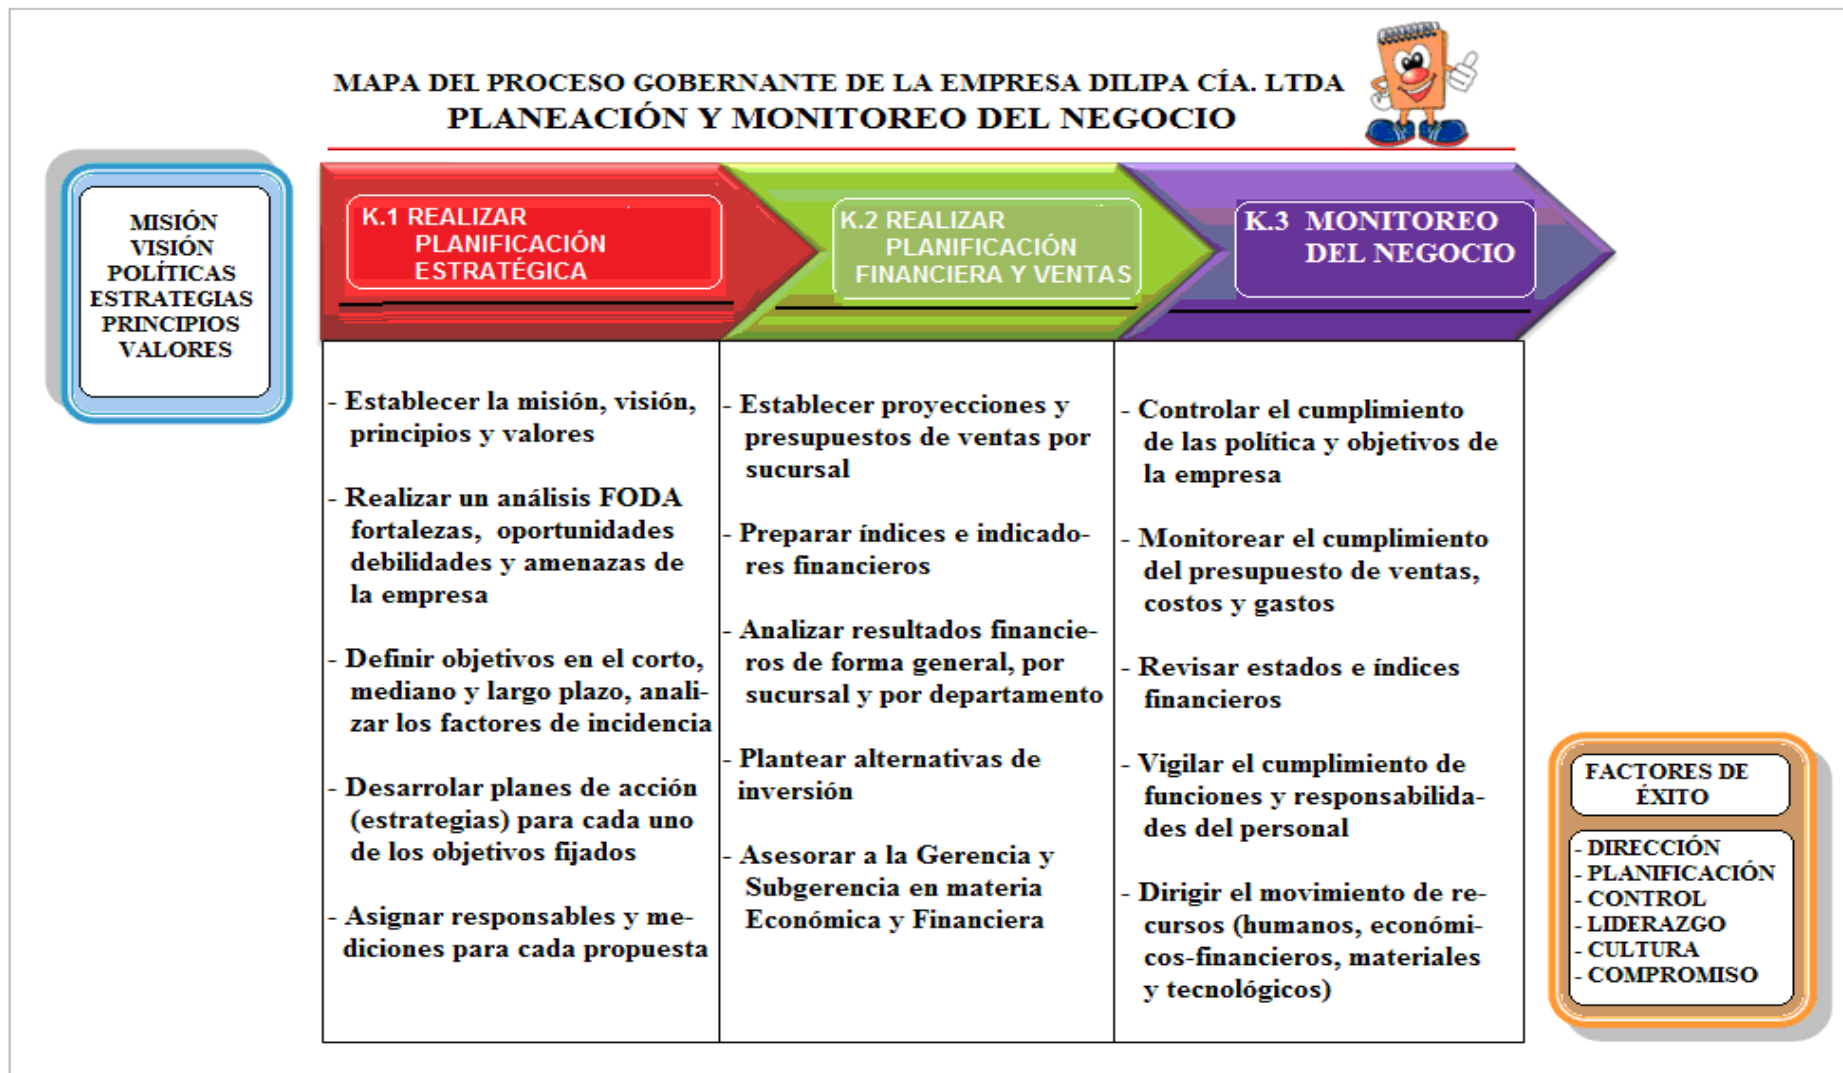 MAPA DEL PROCESO GOBERNANTE DE LA EMPRESA DILIPA CÍA. LTDA
PLANEACIÓN Y MONITOREO DEL NEGOCIO
MISIÓN
VISIÓN
POLÍTICAS
ESTRATEGIAS
PRINCIPIOS
VALORES
K.1 REALIZAR
PLANIFICACIÓN
ESTRATÉGICA
K.2 REALIZAR
PLANIFICACIÓN
FINANCIERA Y VENTAS
K.3 MONITOREO
DEL NEGOCIO
- Establecer la misión, visión,
principios y valores
- Realizar un análisis FODA
fortalezas, oportunidades
debilidades y amenazas de
la empresa
- Definir objetivos en el corto,
mediano y largo plazo, anali-
zar los factores de incidencia
- Desarrolar planes de acción
(estrategias) para cada uno
de los objetivos fijados
- Asignar responsables y me-
diciones para cada propuesta
- Establecer proyecciones y
presupuestos de ventas por
sucursal
- Preparar índices e indicado-
res financieros
- Analizar resultados financie-
ros de forma general, por
sucursal y por departamento
- Plantear alternativas de
inversión
- Asesorar a la Gerencia y
Subgerencia en materia
Económica y Financiera
- Controlar el cumplimiento
de las política y objetivos de
la empresa
- Monitorear el cumplimiento
del presupuesto de ventas,
costos y gastos
- Revisar estados e índices
financieros
- Vigilar el cumplimiento de
funciones y responsabilida-
des del personal
- Dirigir el movimiento de re-
cursos (humanos, económi-
cos-financieros, materiales
y tecnológicos)
FACTORES DE
ÉXITO
- DIRECCIÓN
- PLANIFICACIÓN
- CONTROL
- LIDERAZGO
- CULTURA
- COMPROMISO